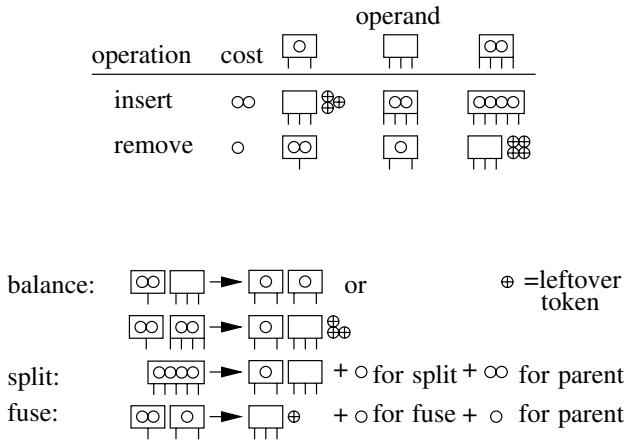 operand
operation cost
insert
remove
balance: or =leftover
token
split: + for split + for parent
fuse: + for fuse + for parent